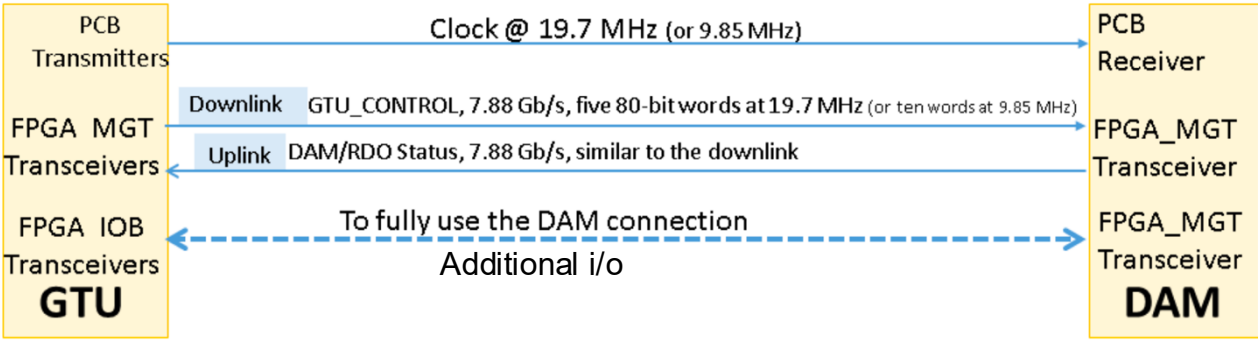 PCB
Transmitters
Clock @ 19.7 MHz (or 9.85 MHz)
PCB
Receiver
Downlink
GTU_CONTROL, 7.88 Gb/s, five 80-bit words at 19.7 MHz (or ten words at 9.85 MHz)
FPGA MGT
Transceivers
Uplink
DAM/RDO Status, 7.88 Gb/s, similar to the downlink
FPGA_MGT
Transceiver
FPGA IOB
Transceivers
To fully use the DAM connection
Additional i/o
FPGA_MGT
Transceiver
GTU
DAM